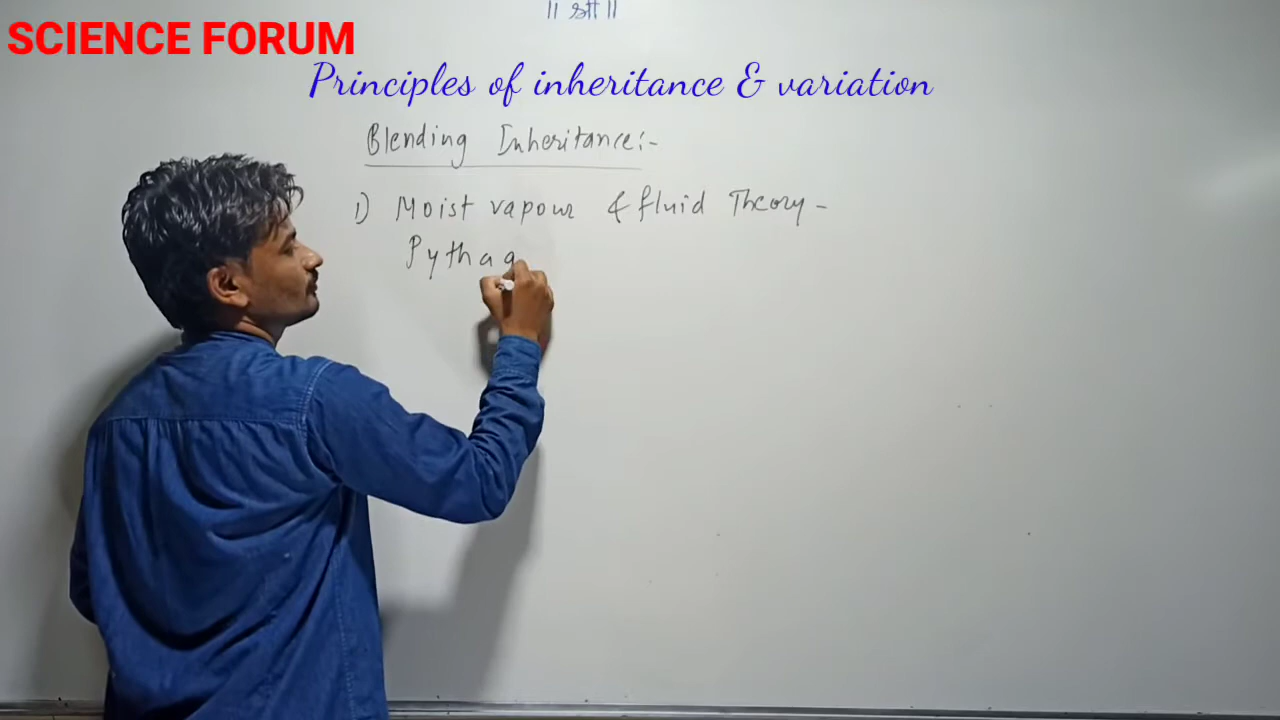 ॥ श्री ॥
SCIENCE FORUM
Principles of inheritance & variation
Blending Inheritance:-
1) Moist vapour & fluid Theory -
Pythag